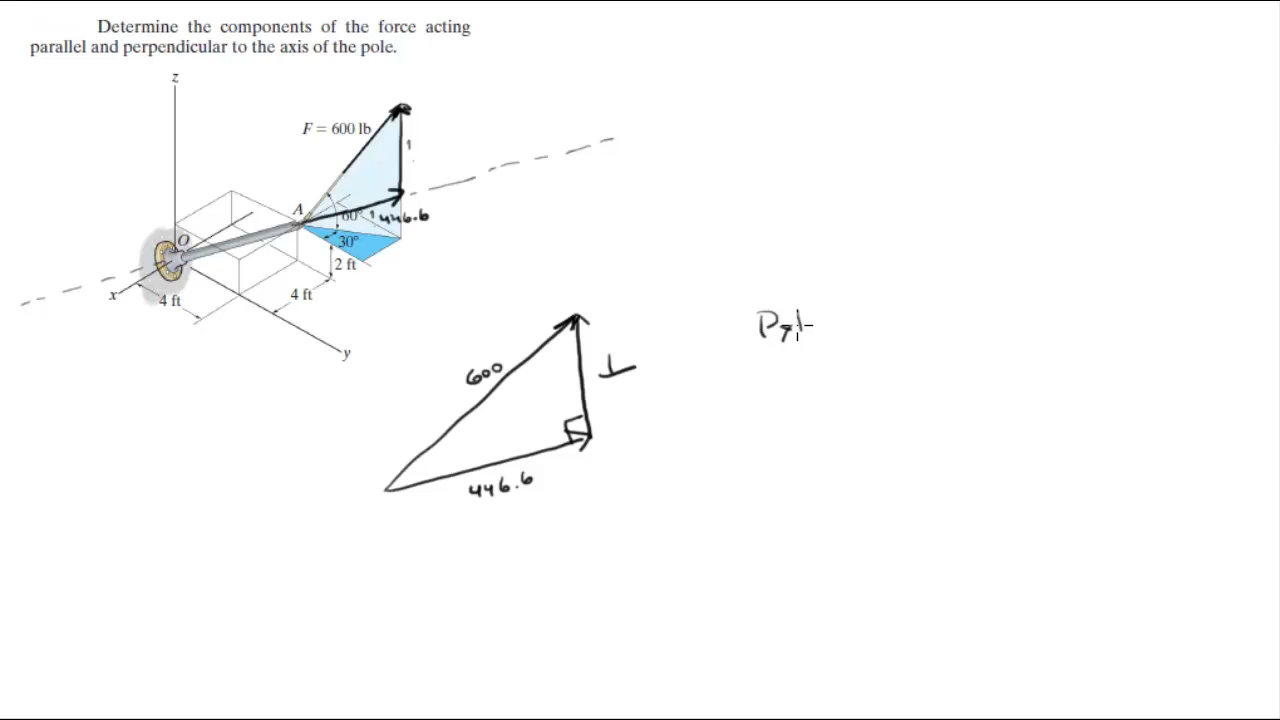 Determine the components of the force acting
parallel and perpendicular to the axis of the pole.
z
F = 600 lb
1
A
60°
446.6
O
30°
2 ft
x
4 ft
4 ft
y
600
⊥
446.6